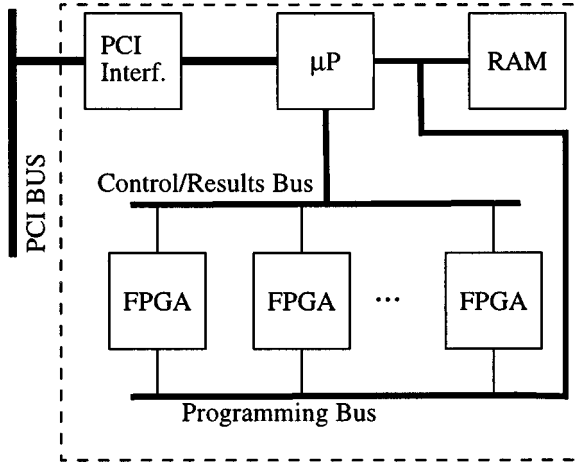 PCI
Interf.
μP
RAM
PCI BUS
Control/Results Bus
FPGA
FPGA
...
FPGA
Programming Bus